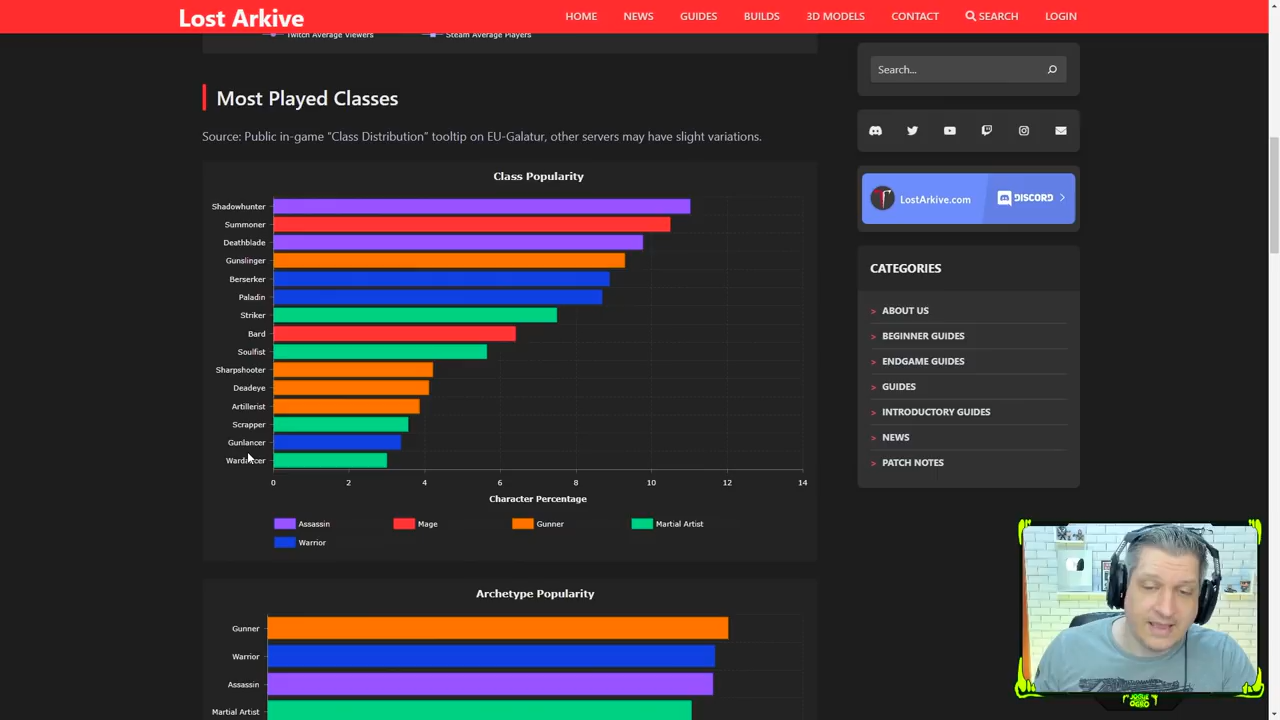 Lost Arkive
HOME NEWS GUIDES BUILDS 3D MODELS CONTACT SEARCH LOGIN
Twitch Average Viewers Steam Average Players
Search...
Most Played Classes
Source: Public in-game "Class Distribution" tooltip on EU-Galatur, other servers may have slight variations.
Class Popularity
Shadowhunter
Summoner
Deathblade
Gunslinger
Berserker
Paladin
Striker
Bard
Soulfist
Sharpshooter
Deadeye
Artillerist
Scrapper
Gunlancer
Wardancer
0 2 4 6 8 10 12 14
Character Percentage
Assassin Mage Gunner Martial Artist
Warrior
Archetype Popularity
Gunner
Warrior
Assassin
Martial Artist
LostArkive.com DISCORD
CATEGORIES
> ABOUT US
> BEGINNER GUIDES
> ENDGAME GUIDES
> GUIDES
> INTRODUCTORY GUIDES
> NEWS
> PATCH NOTES
JOGUE
OGRO